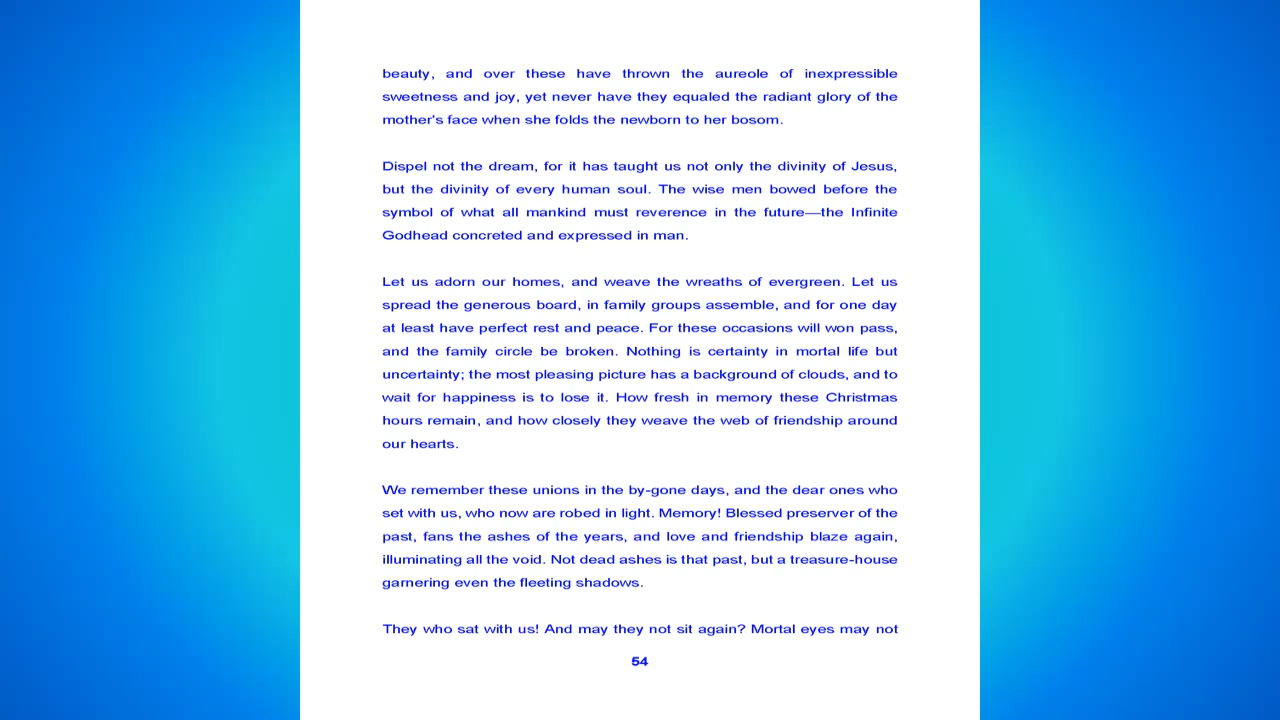 beauty, and over these have thrown the aureole of inexpressible
sweetness and joy, yet never have they equaled the radiant glory of the
mother's face when she folds the newborn to her bosom.
Dispel not the dream, for it has taught us not only the divinity of Jesus,
but the divinity of every human soul. The wise men bowed before the
symbol of what all mankind must reverence in the future—the Infinite
Godhead concreted and expressed in man.
Let us adorn our homes, and weave the wreaths of evergreen. Let us
spread the generous board, in family groups assemble, and for one day
at least have perfect rest and peace. For these occasions will won pass,
and the family circle be broken. Nothing is certainty in mortal life but
uncertainty; the most pleasing picture has a background of clouds, and to
wait for happiness is to lose it. How fresh in memory these Christmas
hours remain, and how closely they weave the web of friendship around
our hearts.
We remember these unions in the by-gone days, and the dear ones who
set with us, who now are robed in light. Memory! Blessed preserver of the
past, fans the ashes of the years, and love and friendship blaze again,
illuminating all the void. Not dead ashes is that past, but a treasure-house
garnering even the fleeting shadows.
They who sat with us! And may they not sit again? Mortal eyes may not
54